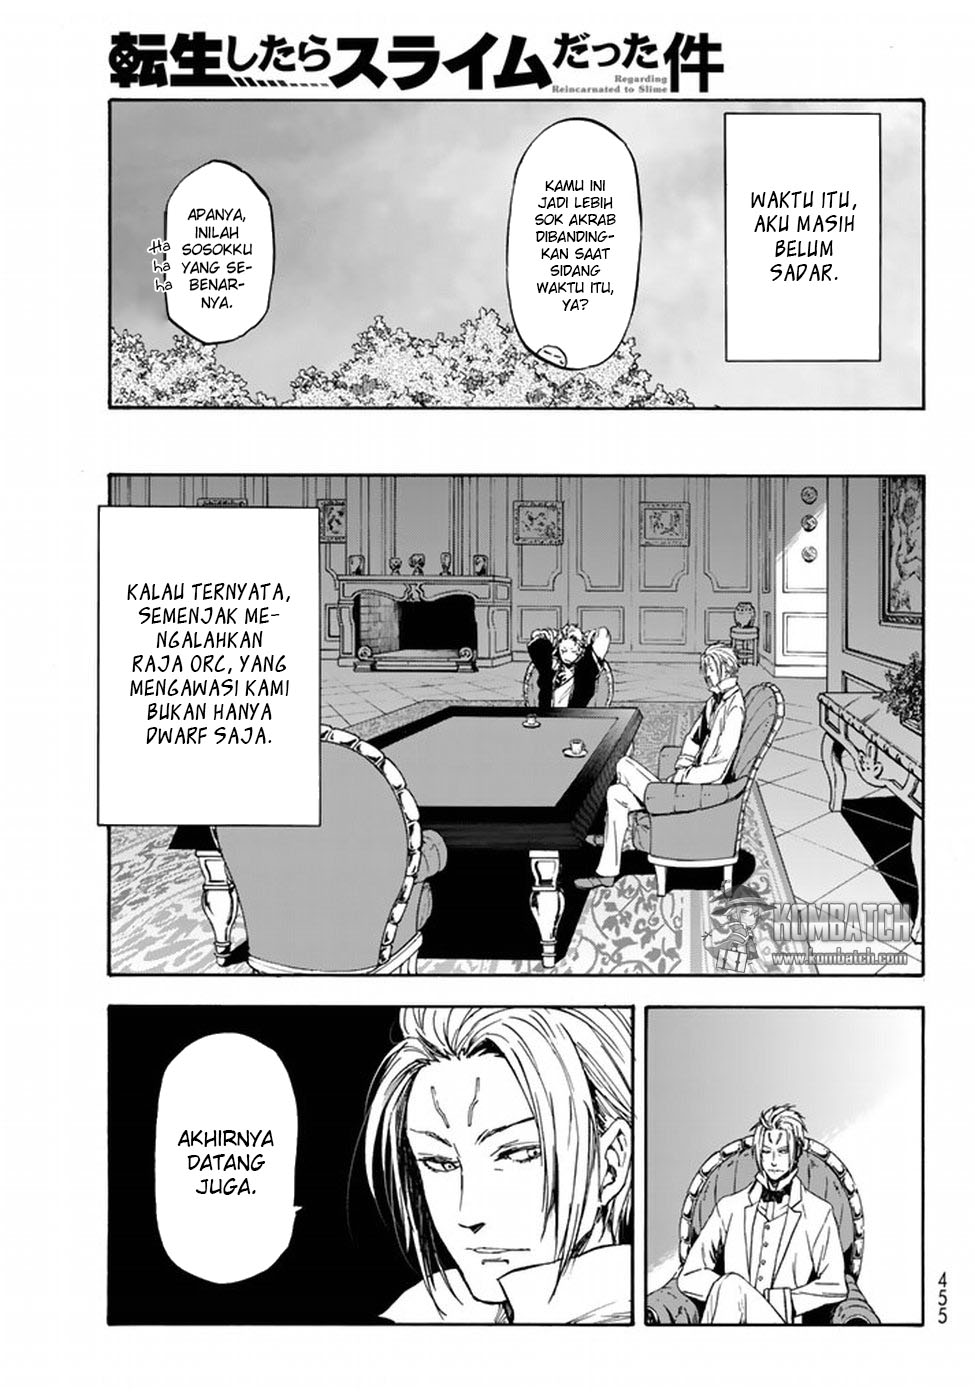 転生したらスライムだった件
Regarding
Reincarnated to Slime
WAKTU ITU,
AKU MASIH
BELUM
SADAR.
KAMU INI
JADI LEBIH
SOK AKRAB
DIBANDING-
KAN SAAT
SIDANG
WAKTU ITU,
YA?
APANYA,
INILAH
SOSOKKU
YANG SE-
BENAR-
NYA.
Ha
ha
ha
KALAU TERNYATA,
SEMENJAK ME-
NGALAHKAN
RAJA ORC, YANG
MENGAWASI KAMI
BUKAN HANYA
DWARF SAJA.
KOMBATCH
www.kombatch.com
AKHIRNYA
DATANG
JUGA.
455